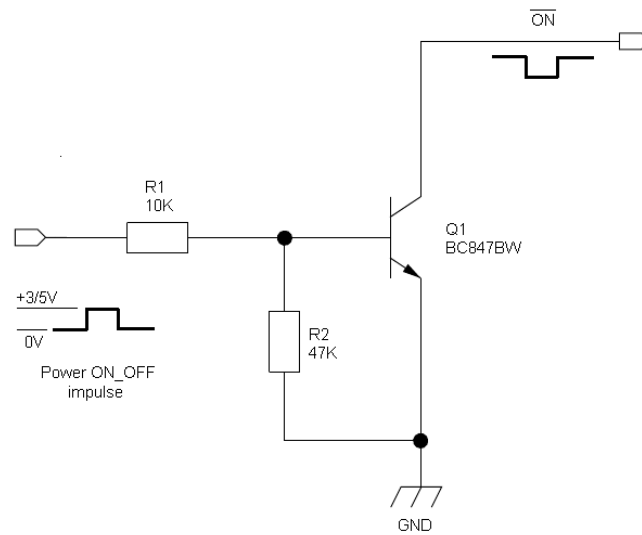 ON
R1
10K
Q1
BC847BW
+3/5V
0V
R2
47K
Power ON_OFF
impulse
GND